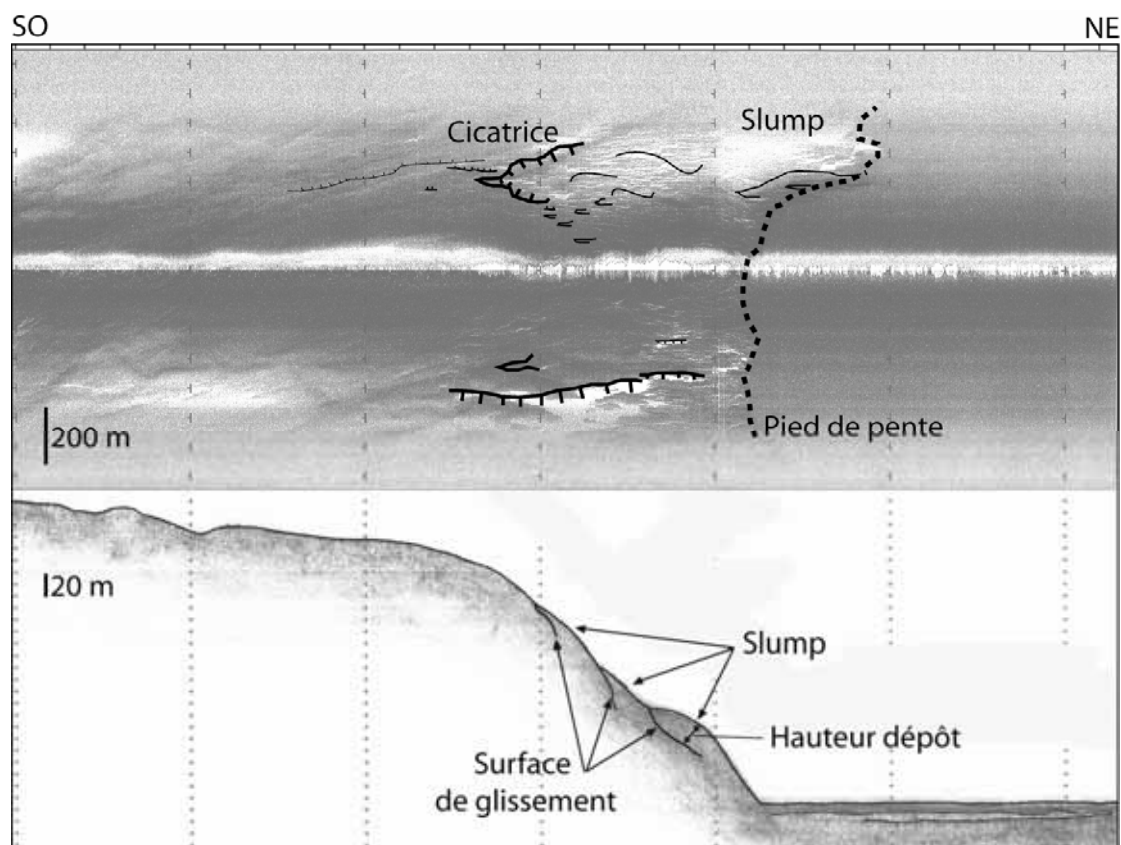 SO
NE
Cicatrice
Slump
200 m
Pied de pente
20 m
Slump
Hauteur dépôt
Surface
de glissement